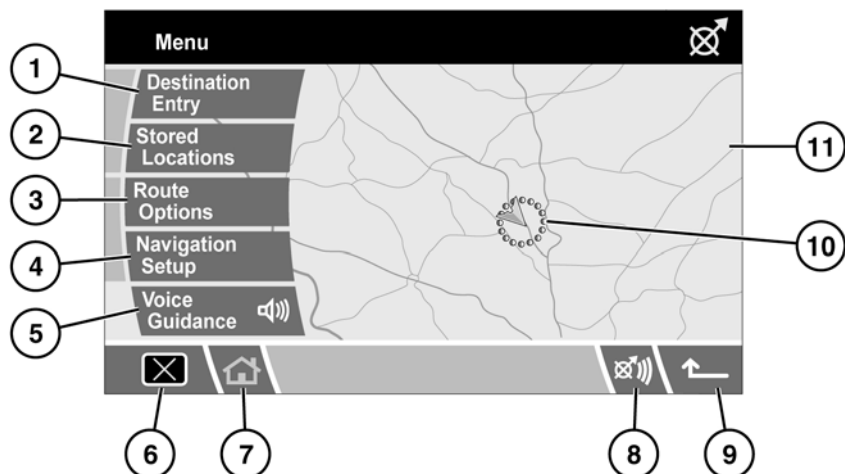 Menu
1
Destination
Entry
2
Stored
Locations
3
Route
Options
4
Navigation
Setup
5
Voice
Guidance
11
10
6
7
8
9